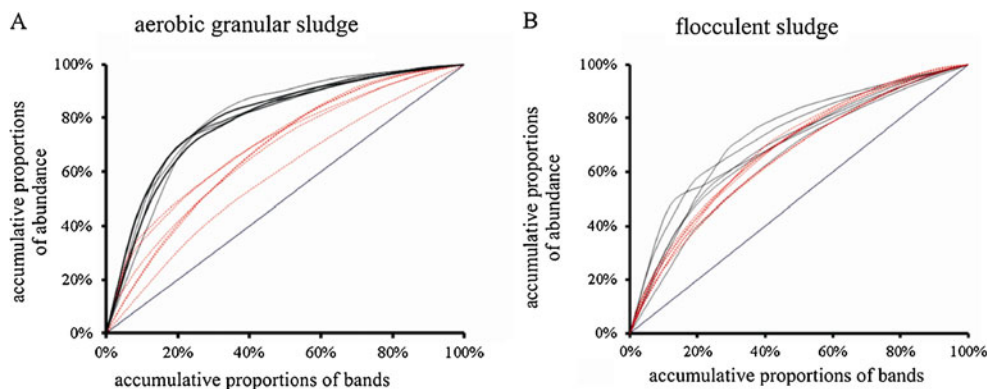 A
aerobic granular sludge
accumulative proportions
of abundance
100%
80%
60%
40%
20%
0%
0%
20%
40%
60%
80%
100%
accumulative proportions of bands
B
flocculent sludge
accumulative proportions
of abundance
100%
80%
60%
40%
20%
0%
0%
20%
40%
60%
80%
100%
accumulative proportions of bands